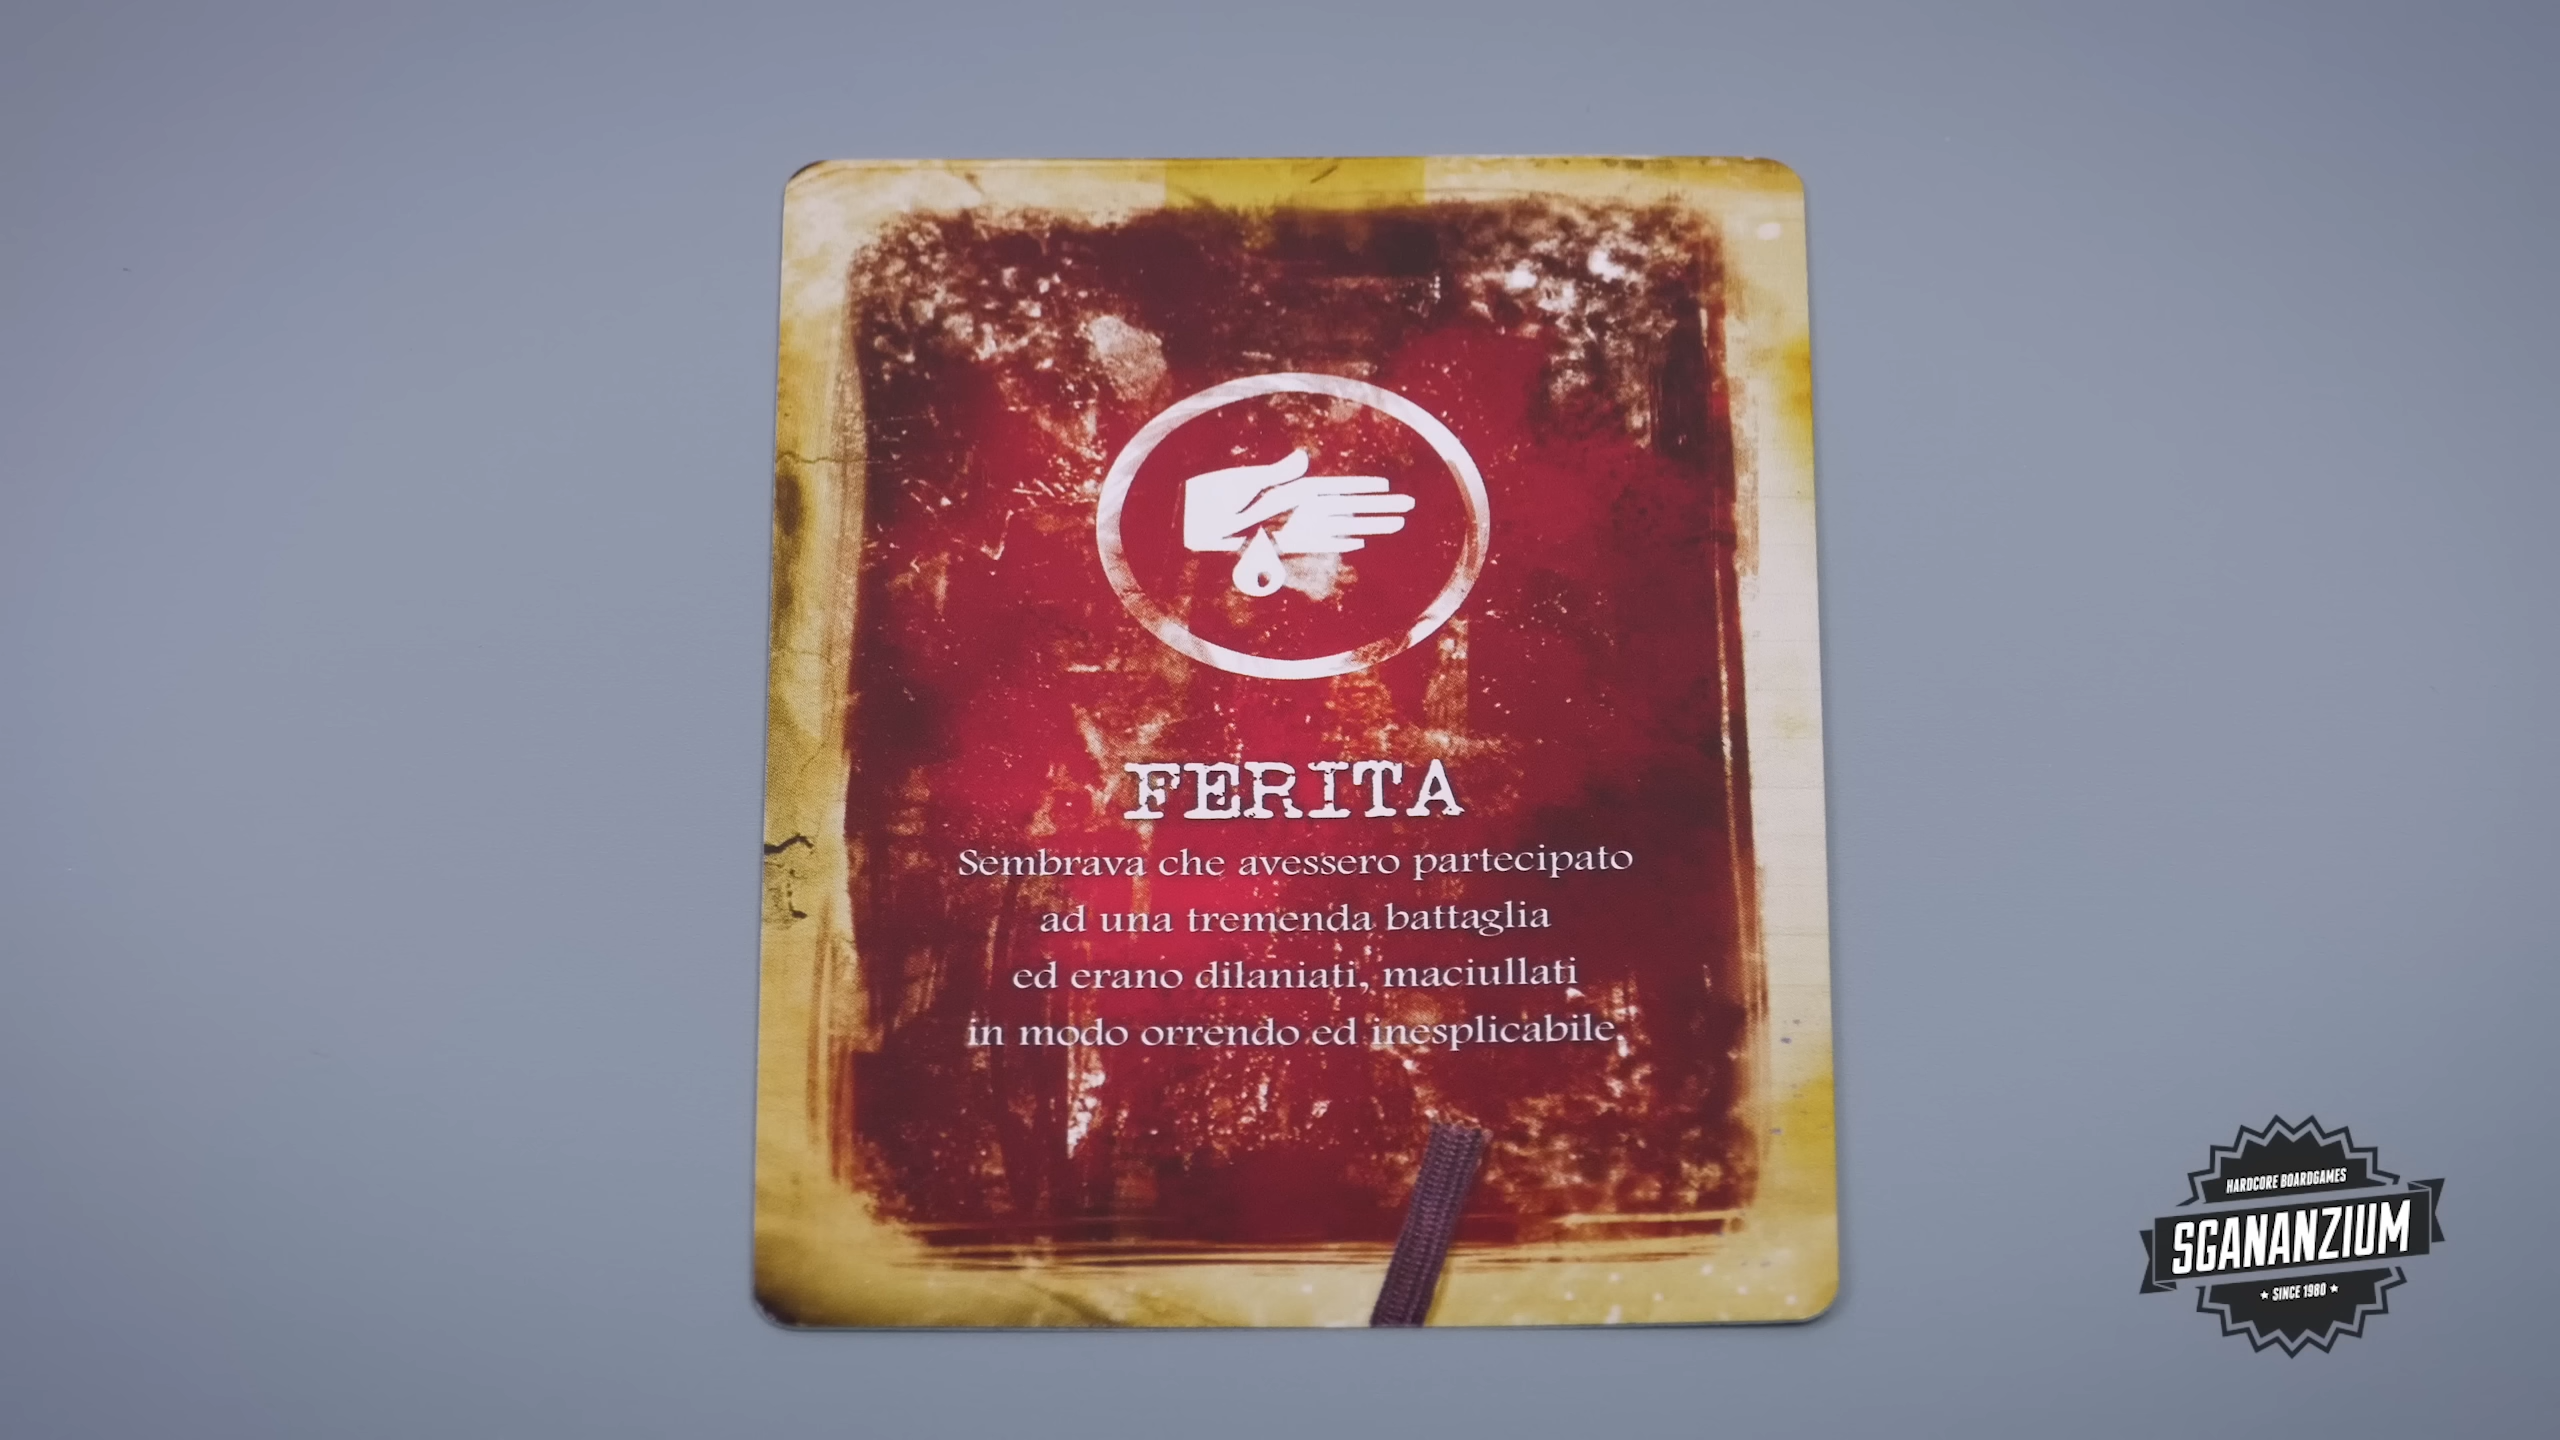 FERITA
Sembrava che avessero partecipato
ad una tremenda battaglia
ed erano dilaniati, maciullati
in modo orrendo ed inesplicabile.
HARDCORE BOARDGAMES
SGANANZIUM
★ SINCE 1980 ★